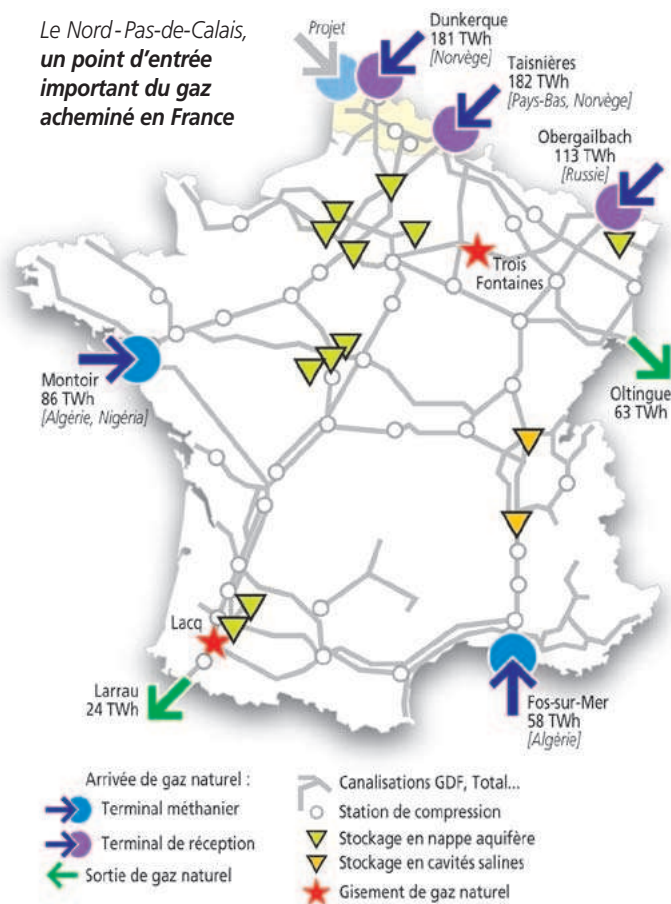 Le Nord-Pas-de-Calais,
un point d'entrée
important du gaz
acheminé en France
Projet
Dunkerque
181 TWh
[Norvège]
Taisnières
182 TWh
[Pays-Bas, Norvège]
Obergailbach
113 TWh
[Russie]
Trois
Fontaines
Montoir
86 TWh
[Algérie, Nigéria]
Oltingue
63 TWh
Lacq
Larrau
24 TWh
Fos-sur-Mer
58 TWh
[Algérie]
Arrivée de gaz naturel :
Terminal méthanier
Terminal de réception
Sortie de gaz naturel
Canalisations GDF, Total...
Station de compression
Stockage en nappe aquifère
Stockage en cavités salines
Gisement de gaz naturel